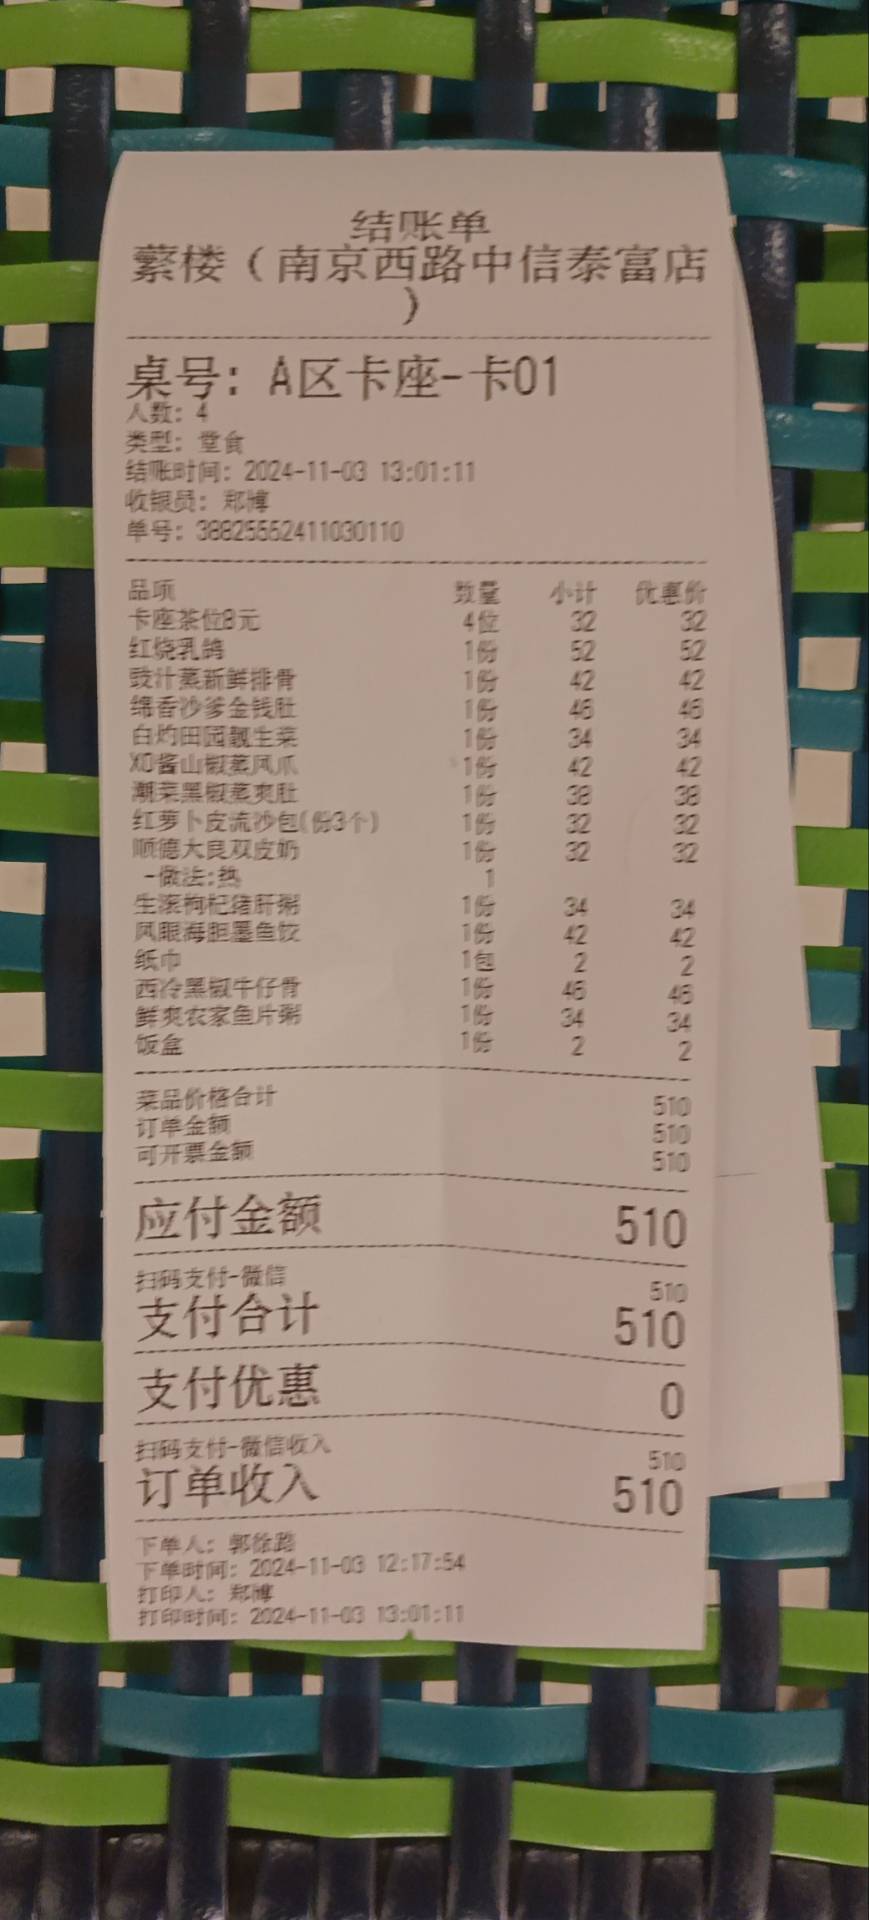 结账单
蘩楼（南京西路中信泰富店
）
桌号: A区卡座-卡01
人数: 4
类型: 堂食
结账时间: 2024-11-03 13:01:11
收银员: 郑博
单号: 38825552411030110
品项 数量 小计 优惠价
卡座茶位8元 4位 32 32
红烧乳鸽 1份 52 52
豉汁蒸新鲜排骨 1份 42 42
绵香沙爹金钱肚 1份 46 46
白灼田园靓生菜 1份 34 34
XO酱山椒蒸凤爪 1份 42 42
潮菜黑椒蒸爽肚 1份 38 38
红萝卜皮流沙包(份3个) 1份 32 32
顺德大良双皮奶 1份 32 32
-做法:热 1
生滚枸杞猪肝粥 1份 34 34
凤眼海胆墨鱼饺 1份 42 42
纸巾 1包 2 2
西冷黑椒牛仔骨 1份 46 46
鲜爽农家鱼片粥 1份 34 34
饭盒 1份 2 2
菜品价格合计 510
订单金额 510
可开票金额 510
应付金额 510
扫码支付-微信 510
支付合计 510
支付优惠 0
扫码支付-微信收入 510
订单收入 510
下单人: 郭徐路
下单时间: 2024-11-03 12:17:54
打印人: 郑博
打印时间: 2024-11-03 13:01:11